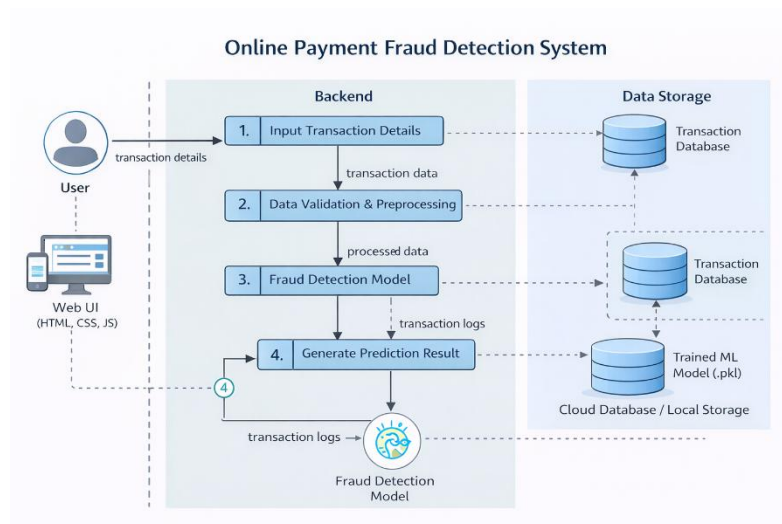 Online Payment Fraud Detection System
Backend
Data Storage
1. Input Transaction Details
Transaction
Database
transaction details
User
transaction data
2. Data Validation & Preprocessing
processed data
Web UI
(HTML, CSS, JS)
3. Fraud Detection Model
Transaction
Database
transaction logs
4. Generate Prediction Result
Trained ML
Model (.pkl)
4
Cloud Database / Local Storage
transaction logs
Fraud Detection
Model